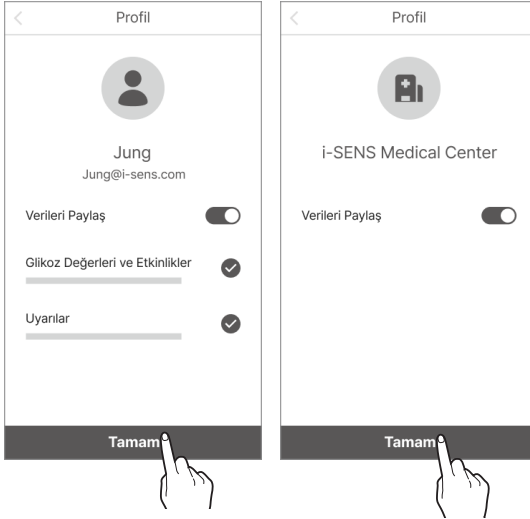 Profil
Jung
Jung@i-sens.com
Verileri Paylaş
Glikoz Değerleri ve Etkinlikler
Uyarılar
Tamam
Profil
i-SENS Medical Center
Verileri Paylaş
Tamam